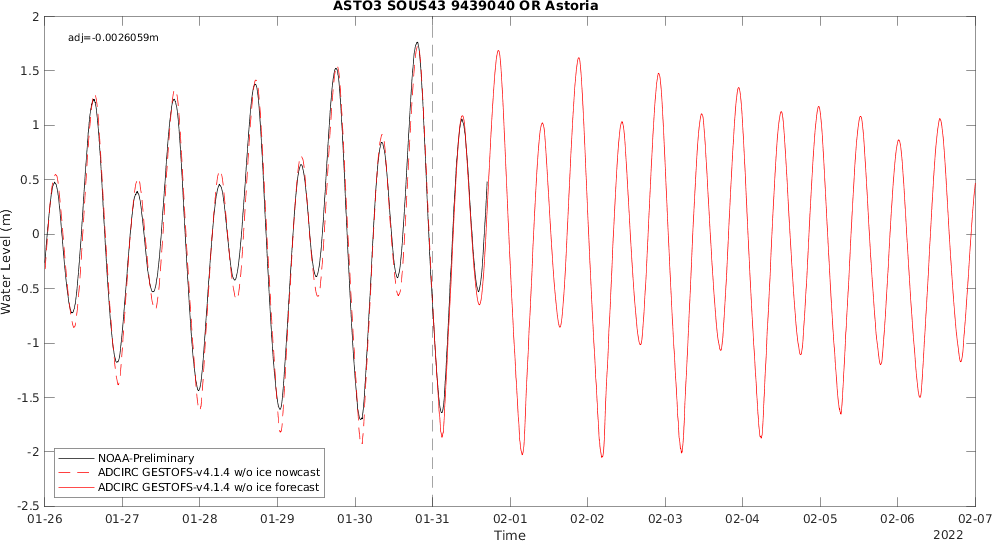 ASTO3 SOUS43 9439040 OR Astoria
adj=-0.0026059m
2
1.5
1
0.5
0
-0.5
-1
-1.5
-2
-2.5
Water Level (m)
NOAA-Preliminary
ADCIRC GESTOFS-v4.1.4 w/o ice nowcast
ADCIRC GESTOFS-v4.1.4 w/o ice forecast
01-26 01-27 01-28 01-29 01-30 01-31 02-01 02-02 02-03 02-04 02-05 02-06 02-07
Time
2022